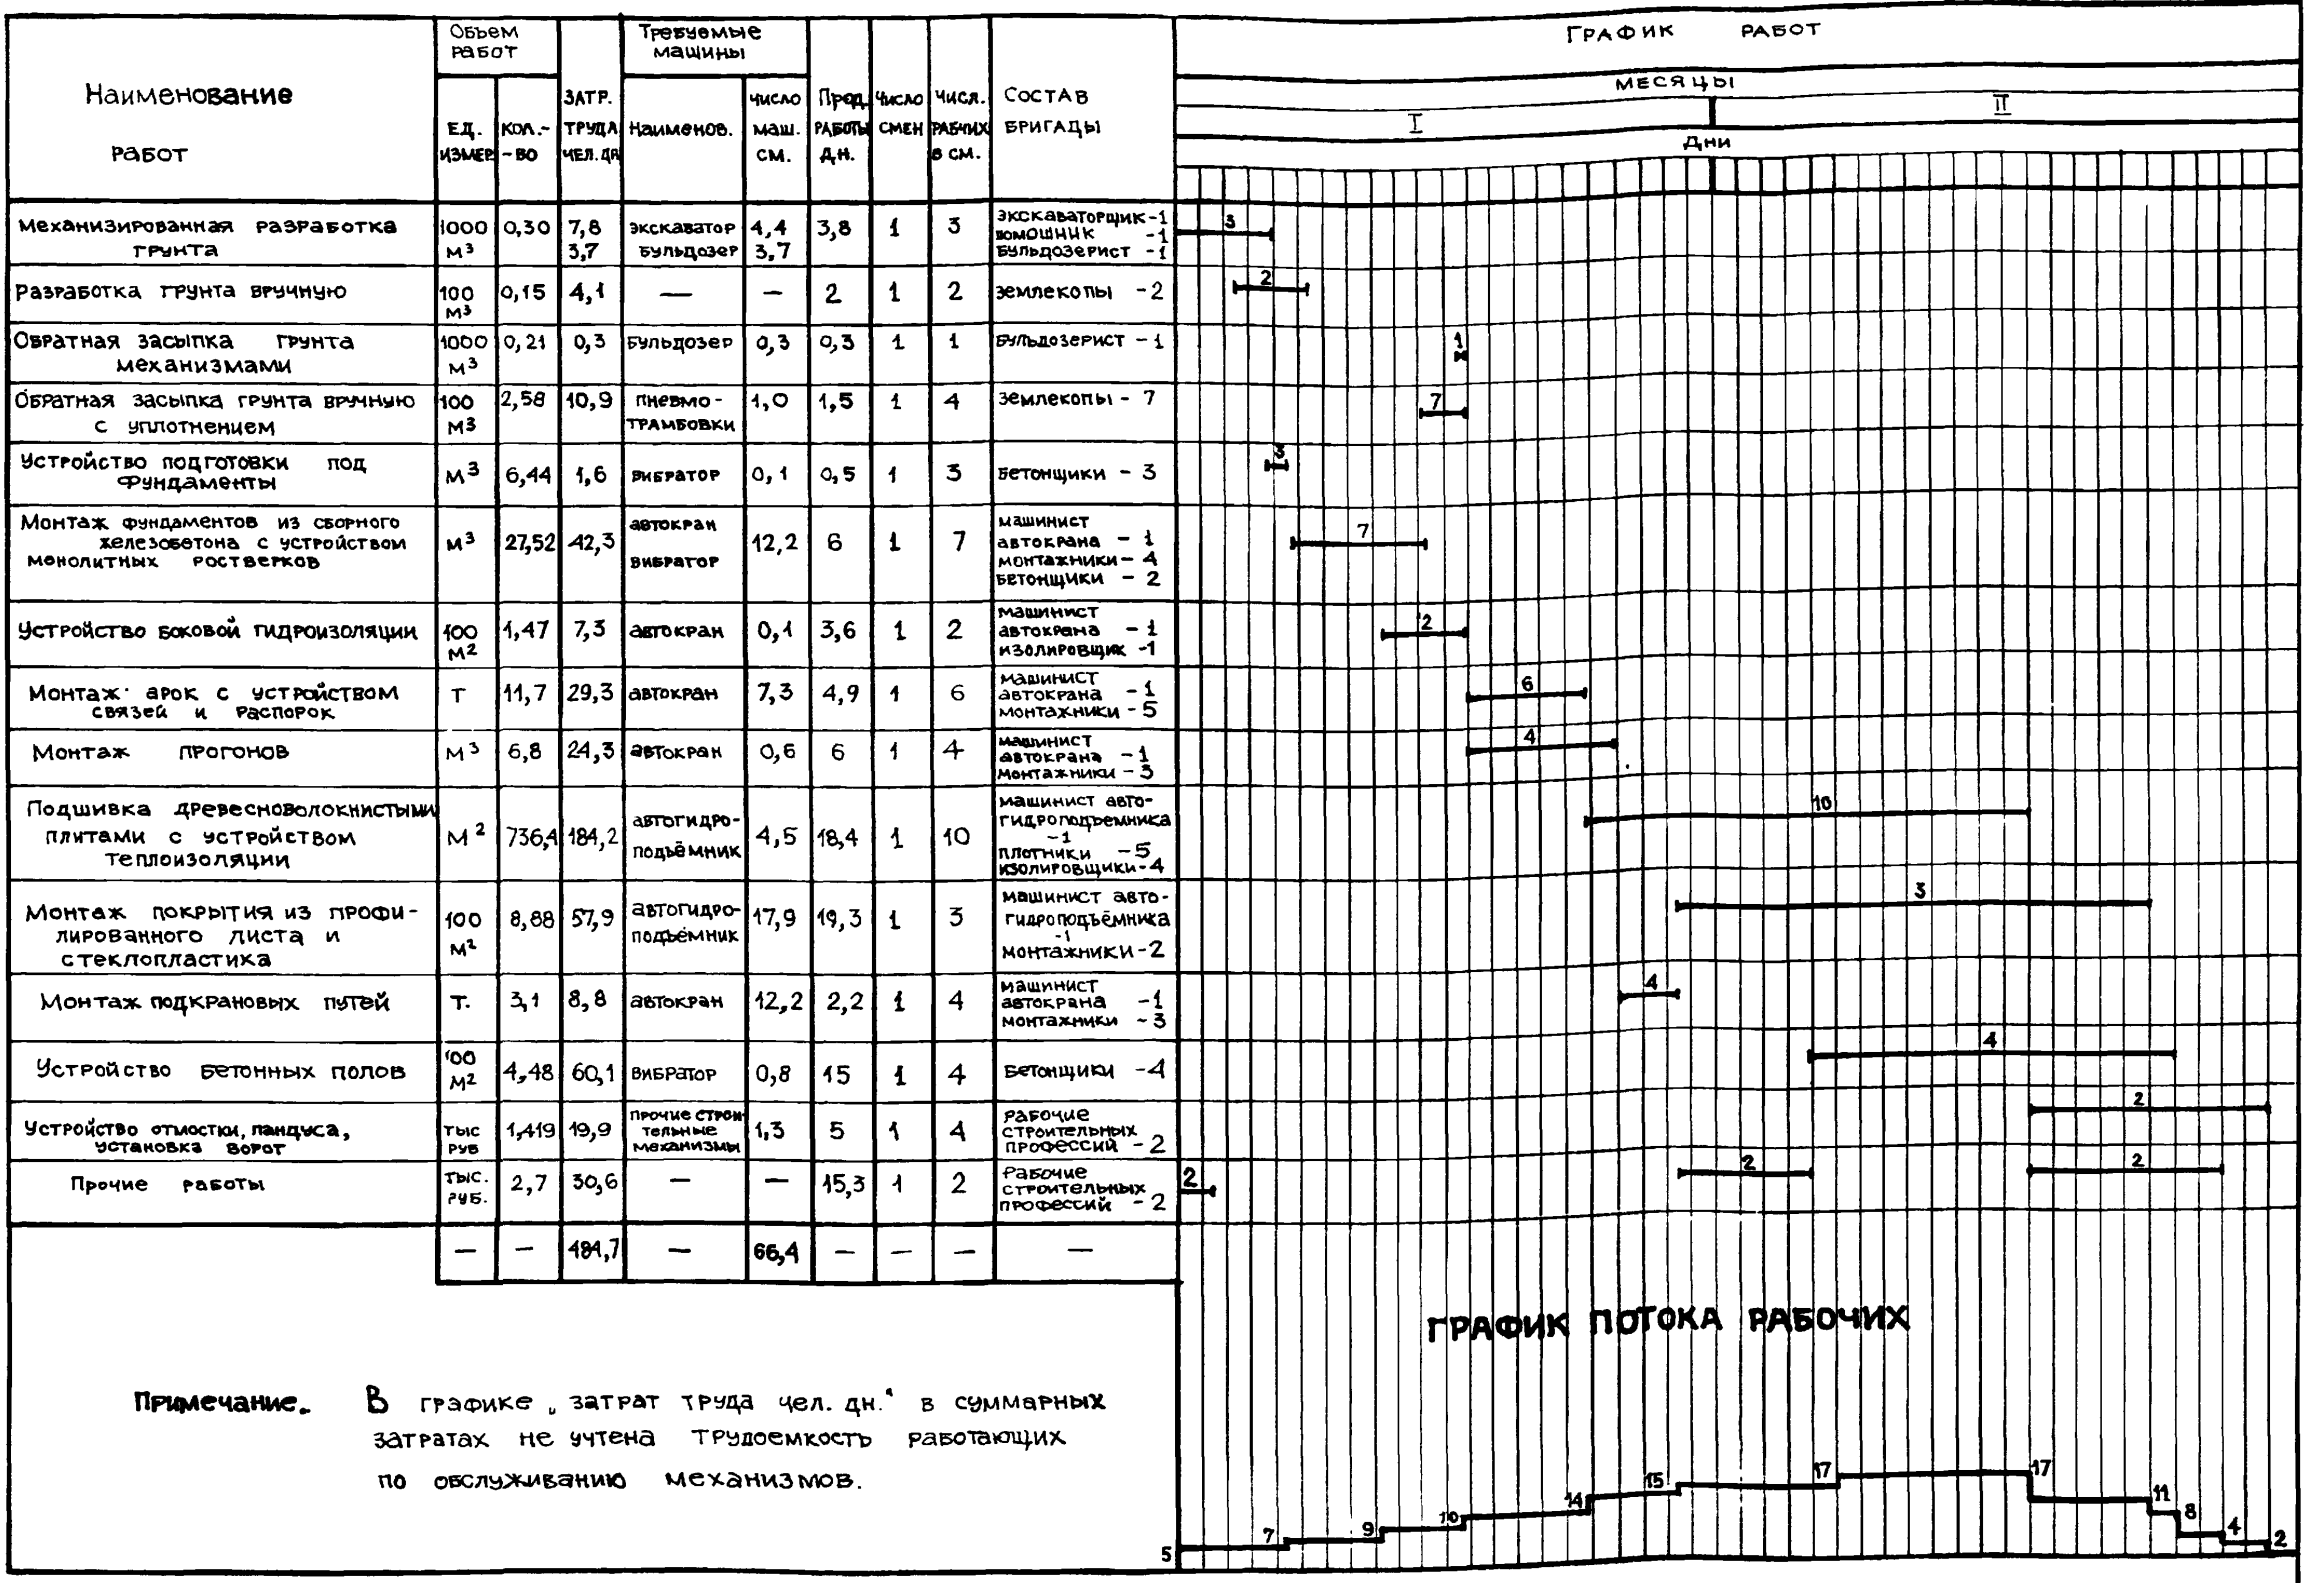 Объем работ
Требуемые машины
График работ
Наименование работ
ЗАТР. ТРУДА ЧЕЛ. ДН
Прод. РАБОТЫ ДН.
Число СМЕН
Числ. РАБЧИХ В СМ.
СОСТАВ БРИГАДЫ
МЕСЯЦЫ
ЕД. ИЗМЕР
КОЛ.- -ВО
Наименов.
число маш. см.
I
II
Дни
Механизированная разработка грунта
1000 м³
0,30
7,8
3,7
экскаватор
бульдозер
4,4
3,7
3,8
1
3
экскаваторщик -1
помошник -1
бульдозерист -1
3
Разработка грунта вручную
100 м³
0,15
4,1
—
—
2
1
2
землекопы -2
2
Обратная засыпка грунта механизмами
1000 м³
0,21
0,3
бульдозер
0,3
0,3
1
1
бульдозерист -1
1
Обратная засыпка грунта вручную с уплотнением
100 м³
2,58
10,9
пневмо- трамбовки
1,0
1,5
1
4
землекопы - 7
7
Устройство подготовки под фундаменты
м³
6,44
1,6
вибратор
0,1
0,5
1
3
бетонщики - 3
3
Монтаж фундаментов из сборного железобетона с устройством монолитных ростверков
м³
27,52
42,3
автокран
вибратор
12,2
6
1
7
машинист автокрана - 1
монтажники - 4
бетонщики - 2
7
Устройство боковой гидроизоляции
100 м²
1,47
7,3
автокран
0,1
3,6
1
2
машинист автокрана -1
изолировщик -1
2
Монтаж арок с устройством связей и распорок
т
11,7
29,3
автокран
7,3
4,9
1
6
машинист автокрана -1
монтажники -5
6
Монтаж прогонов
м³
6,8
24,3
автокран
0,6
6
1
4
машинист автокрана -1
монтажники -3
4
Подшивка древесноволокнистыми плитами с устройством теплоизоляции
м²
736,4
184,2
автогидро- подъёмник
4,5
18,4
1
10
машинист авто- гидроподъемника -1
плотники -5
изолировщики -4
10
Монтаж покрытия из профи- лированного листа и стеклопластика
100 м²
8,88
57,9
автогидро- подъёмник
17,9
19,3
1
3
машинист авто- гидроподъёмника -1
монтажники -2
3
Монтаж подкрановых путей
т.
3,1
8,8
автокран
12,2
2,2
1
4
машинист автокрана -1
монтажники -3
4
Устройство бетонных полов
100 м²
4,48
60,1
вибратор
0,8
15
1
4
бетонщики -4
4
Устройство отмостки, пандуса, установка ворот
тыс руб
1,419
19,9
прочие строи тельные механизмы
1,3
5
1
4
рабочие строительных профессий - 2
2
Прочие работы
тыс. руб.
2,7
30,6
—
—
15,3
1
2
рабочие строительных профессий - 2
2
2
2
—
—
481,7
—
66,4
—
—
—
—
ГРАФИК ПОТОКА РАБОЧИХ
Примечание. В графике „затрат труда чел. дн." в суммарных
затратах не учтена трудоемкость работающих
по обслуживанию механизмов.
5
7
9
10
14
15
17
17
11
8
4
2